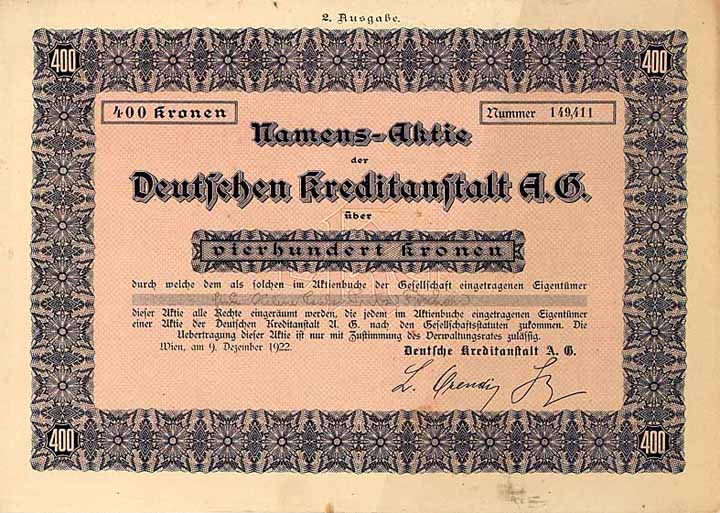 2. Ausgabe.
400 400
400 Kronen Nummer 149,411
Namens-Aktie
der
Deutschen Kreditanstalt A.G.
über
vierhundert Kronen
durch welche dem als solchen im Aktienbuche der Gesellschaft eingetragenen Eigentümer
dieser Aktie alle Rechte eingeräumt werden, die jedem im Aktienbuche eingetragenen Eigentümer
einer Aktie der Deutschen Kreditanstalt A. G. nach den Gesellschaftsstatuten zukommen. Die
Uebertragung dieser Aktie ist nur mit Zustimmung des Verwaltungsrates zulässig.
Wien, am 9. Dezember 1922.
Deutsche Kreditanstalt A. G.
400 400